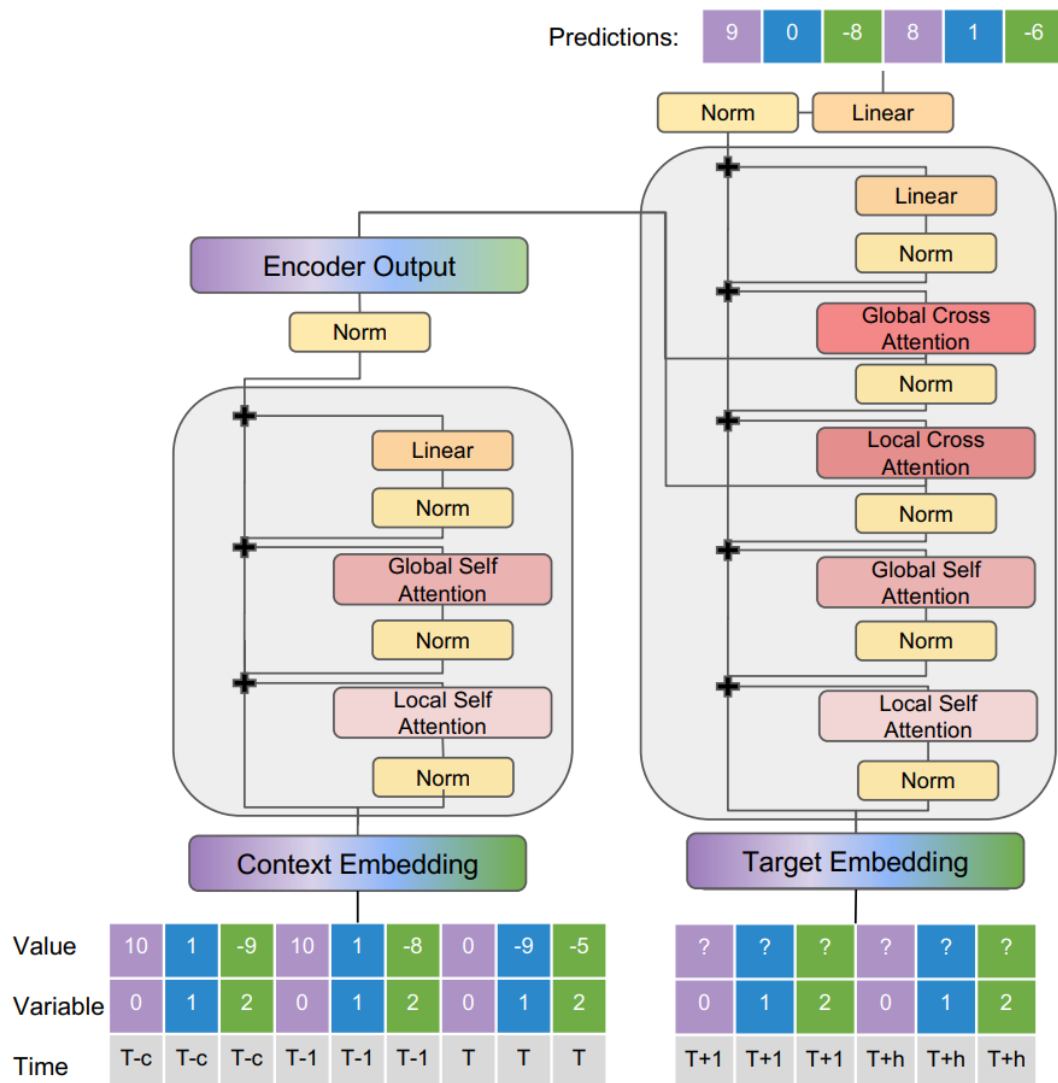 Predictions: 9 0 -8 8 1 -6
Norm Linear
Linear
Norm
Global Cross
Attention
Norm
Local Cross
Attention
Norm
Global Self
Attention
Norm
Local Self
Attention
Norm
Encoder Output
Norm
Linear
Norm
Global Self
Attention
Norm
Local Self
Attention
Norm
Context Embedding
Target Embedding
Value 10 1 -9 10 1 -8 0 -9 -5 ? ? ? ? ? ?
Variable 0 1 2 0 1 2 0 1 2 0 1 2 0 1 2
Time T-c T-c T-c T-1 T-1 T-1 T T T T+1 T+1 T+1 T+h T+h T+h